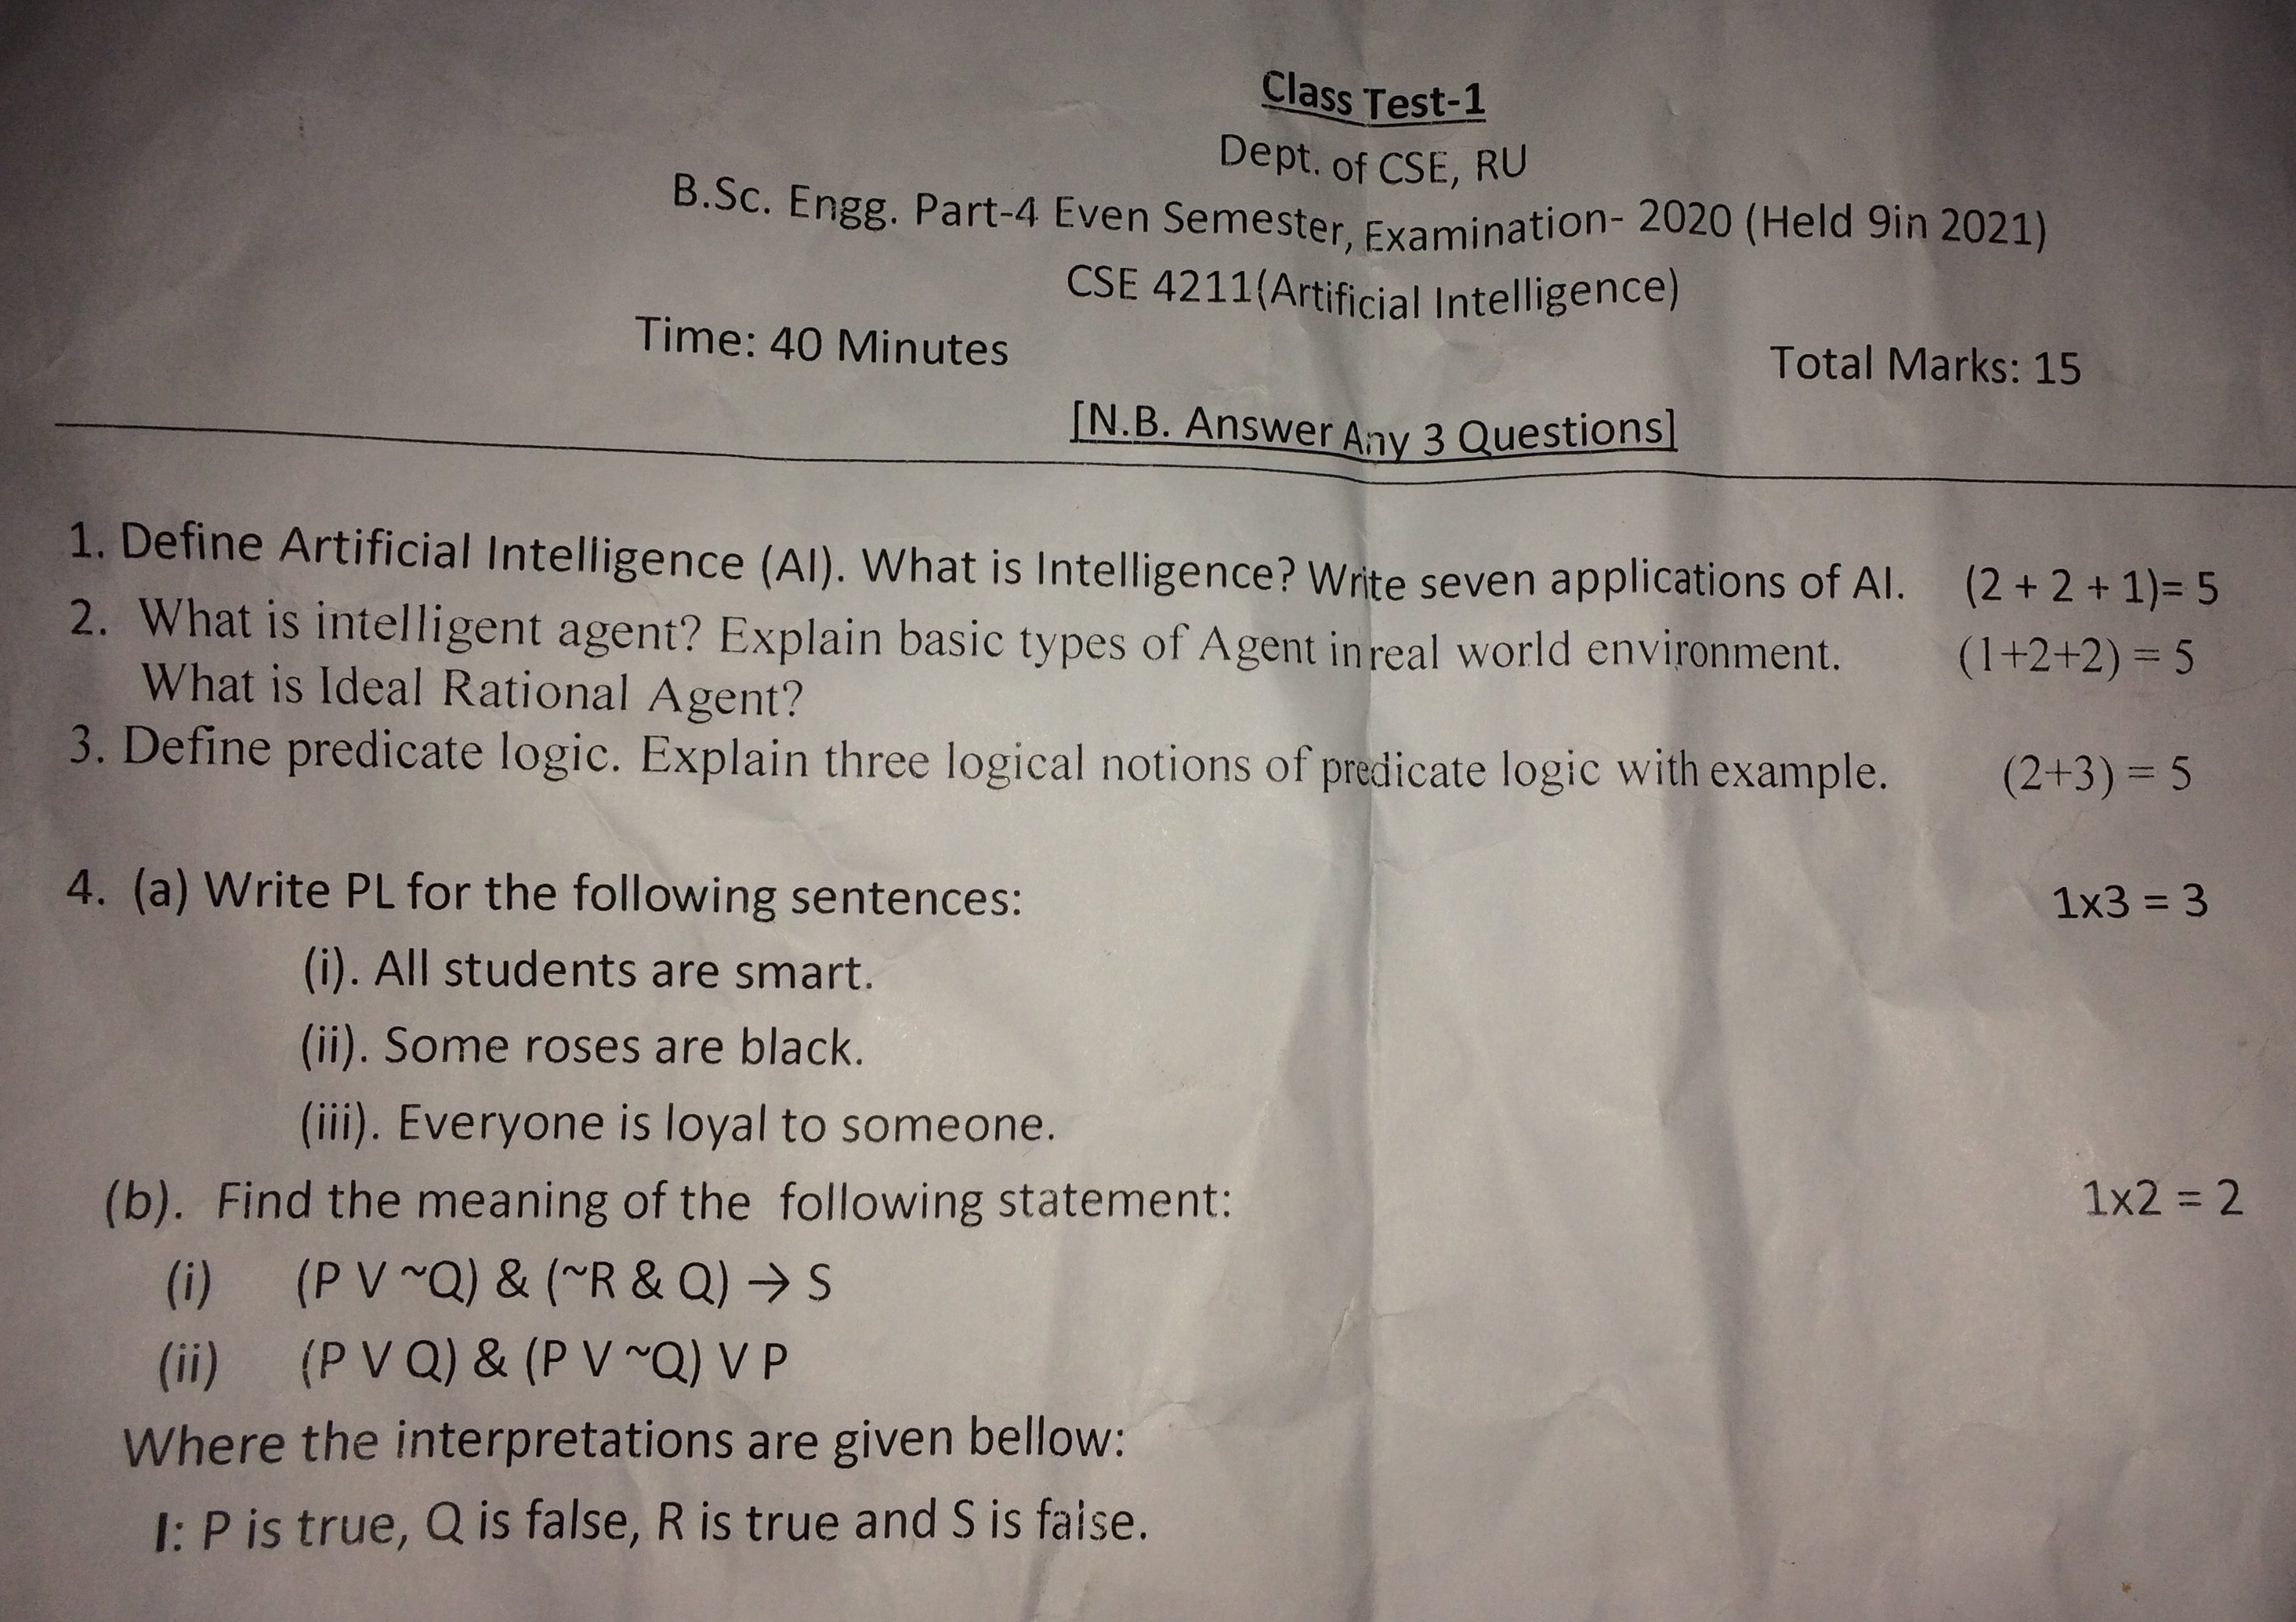 Class Test-1
Dept. of CSE, RU
B.Sc. Engg. Part-4 Even Semester, Examination- 2020 (Held 9in 2021)
CSE 4211(Artificial Intelligence)
Time: 40 Minutes Total Marks: 15
[N.B. Answer Any 3 Questions]
1. Define Artificial Intelligence (AI). What is Intelligence? Write seven applications of AI. (2 + 2 + 1)= 5
2. What is intelligent agent? Explain basic types of Agent in real world environment. (1+2+2) = 5
What is Ideal Rational Agent?
3. Define predicate logic. Explain three logical notions of predicate logic with example. (2+3) = 5
4. (a) Write PL for the following sentences: 1x3 = 3
(i). All students are smart.
(ii). Some roses are black.
(iii). Everyone is loyal to someone.
(b). Find the meaning of the following statement: 1x2 = 2
(i) (P V ~Q) & (~R & Q) → S
(ii) (P V Q) & (P V ~Q) V P
Where the interpretations are given bellow:
I: P is true, Q is false, R is true and S is false.